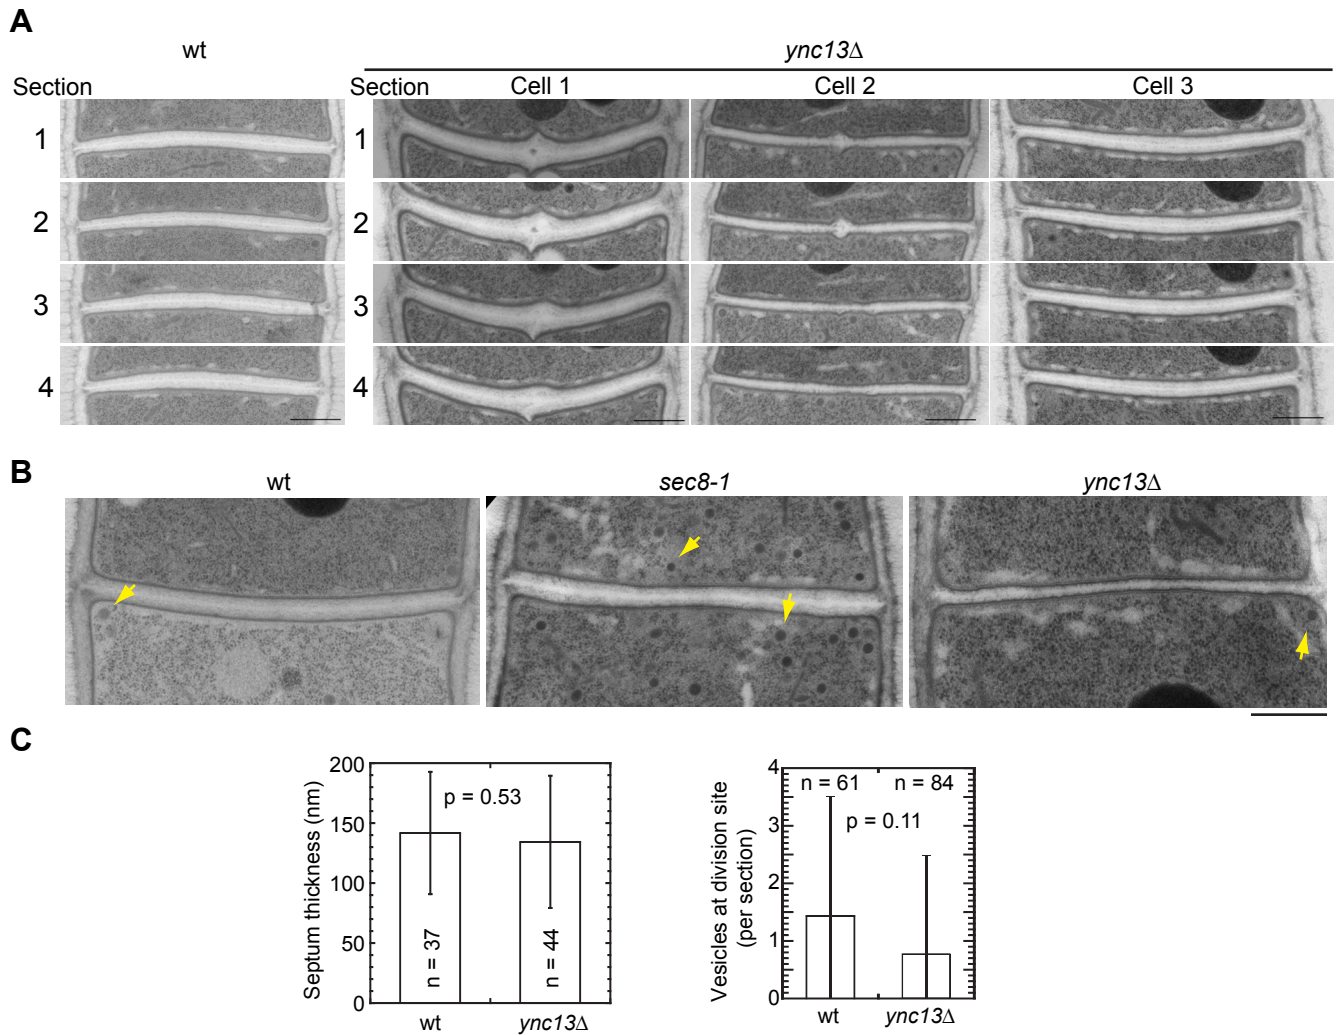 A
wt
ync13Δ
Section
Section
Cell 1
Cell 2
Cell 3
1
1
2
2
3
3
4
4
B
wt
sec8-1
ync13Δ
C
Septum thickness (nm)
200
150
100
50
0
p = 0.53
n = 37
n = 44
wt
ync13Δ
Vesicles at division site
(per section)
4
3
2
1
0
n = 61
n = 84
p = 0.11
wt
ync13Δ